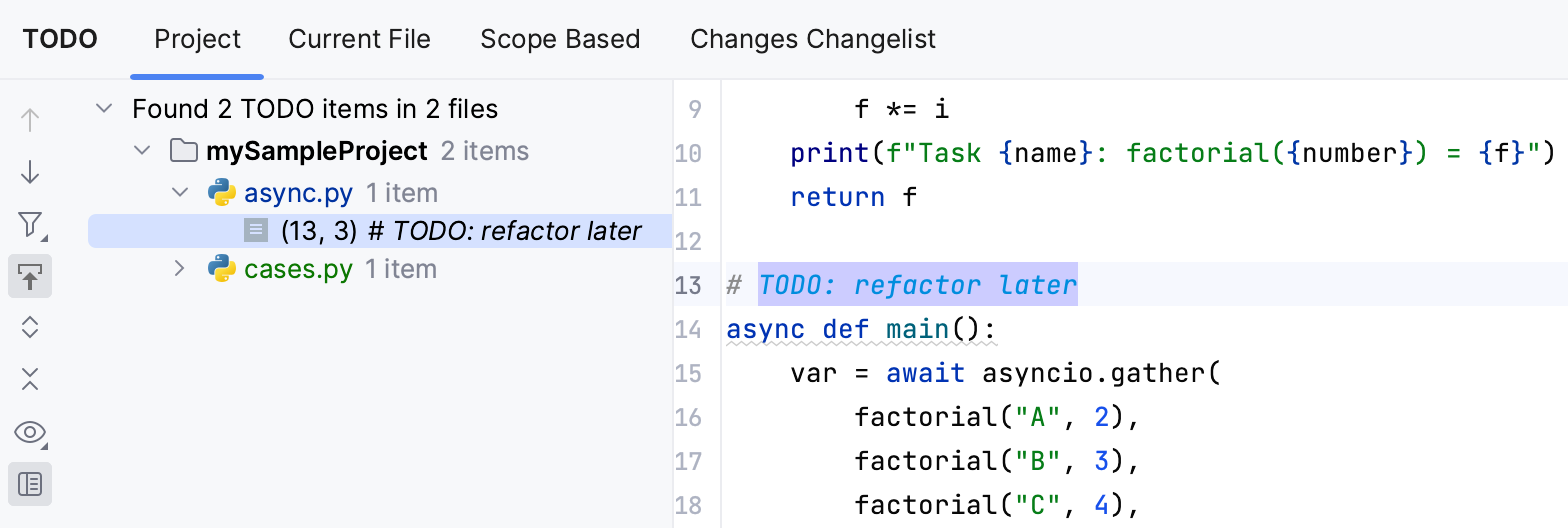 TODO Project Current File Scope Based Changes Changelist
Found 2 TODO items in 2 files
mySampleProject 2 items
async.py 1 item
(13, 3) # TODO: refactor later
cases.py 1 item
9         f *= i
10     print(f"Task {name}: factorial({number}) = {f}")
11     return f
12
13 # TODO: refactor later
14 async def main():
15     var = await asyncio.gather(
16         factorial("A", 2),
17         factorial("B", 3),
18         factorial("C", 4),